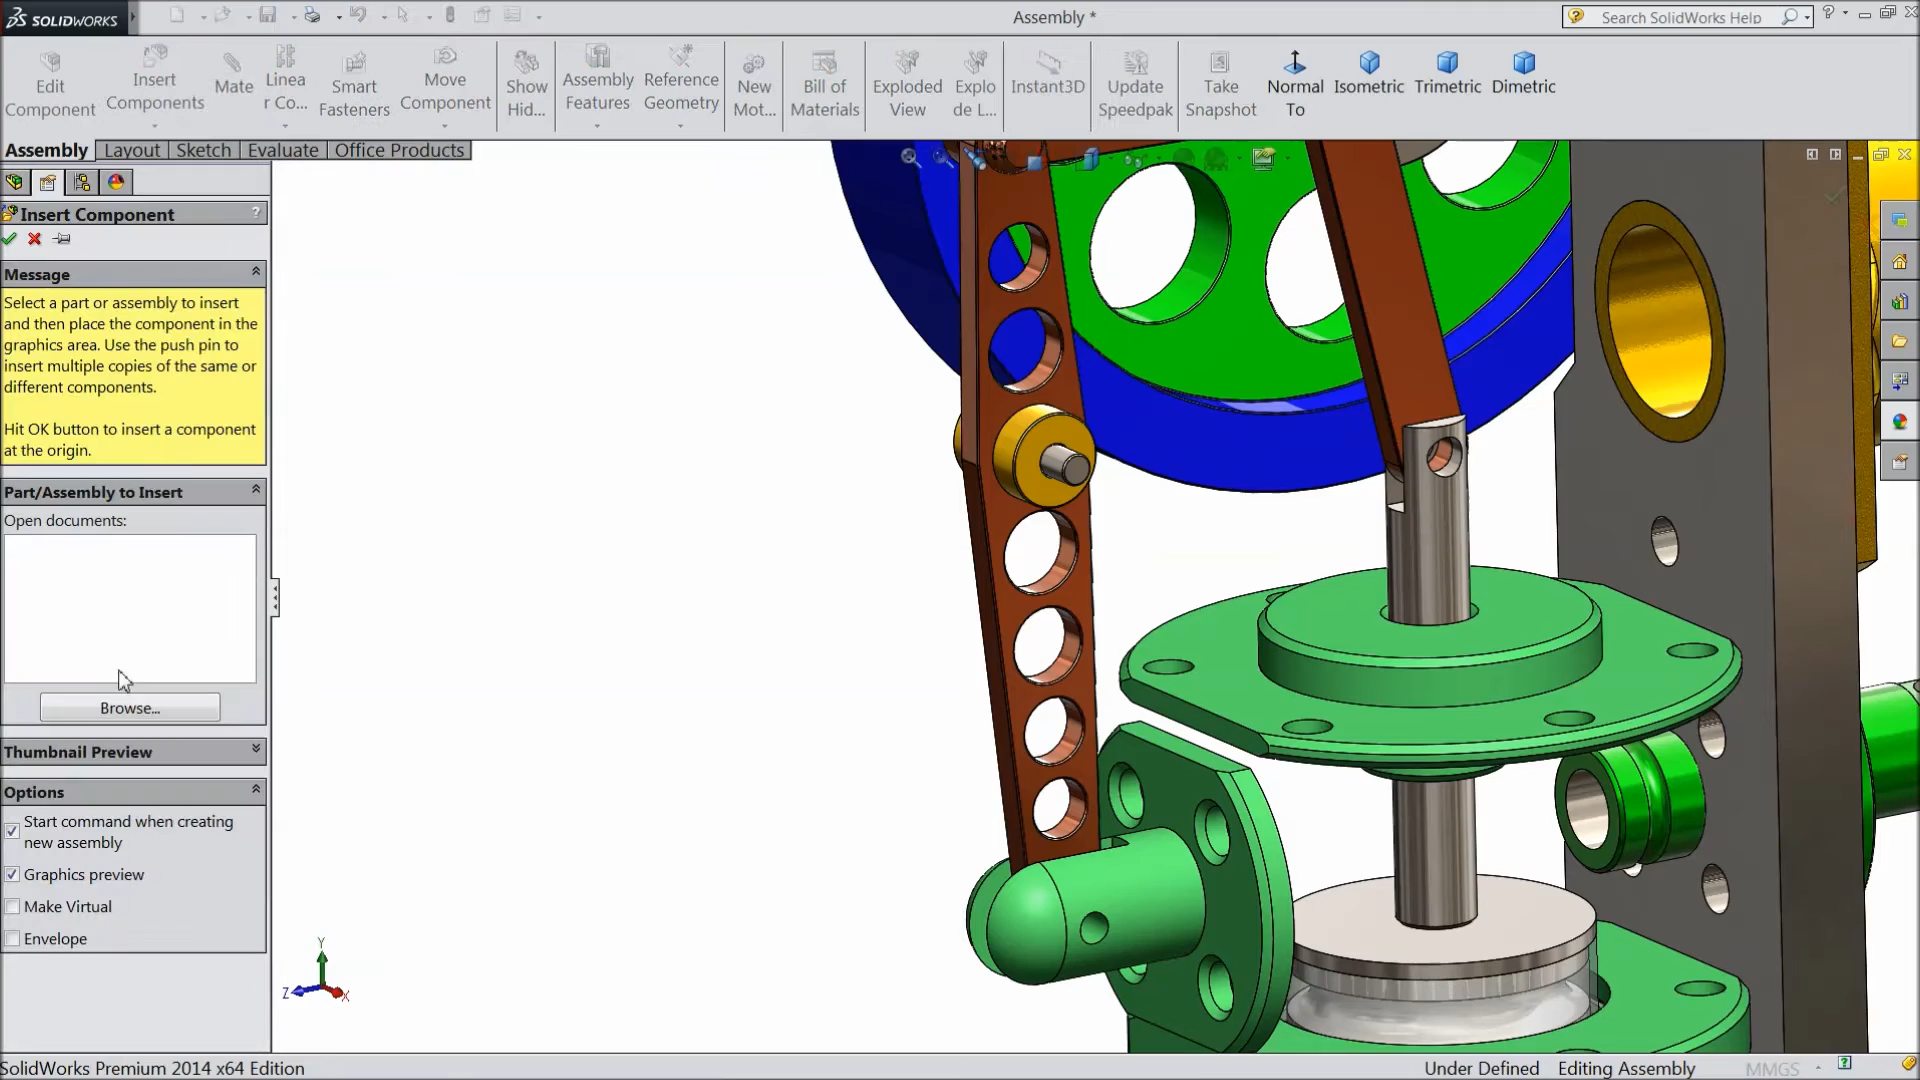 SOLIDWORKS
Assembly *
Search SolidWorks Help
Edit
Component
Insert
Components
Mate
Linea
r Co...
Smart
Fasteners
Move
Component
Show
Hid...
Assembly
Features
Reference
Geometry
New
Mot...
Bill of
Materials
Exploded
View
Explo
de L...
Instant3D
Update
Speedpak
Take
Snapshot
Normal
To
Isometric
Trimetric
Dimetric
Assembly
Layout
Sketch
Evaluate
Office Products
Insert Component
?
Message
Select a part or assembly to insert
and then place the component in the
graphics area. Use the push pin to
insert multiple copies of the same or
different components.
Hit OK button to insert a component
at the origin.
Part/Assembly to Insert
Open documents:
Browse...
Thumbnail Preview
Options
Start command when creating
new assembly
Graphics preview
Make Virtual
Envelope
Y
Z
X
SolidWorks Premium 2014 x64 Edition
Under Defined
Editing Assembly
MMGS